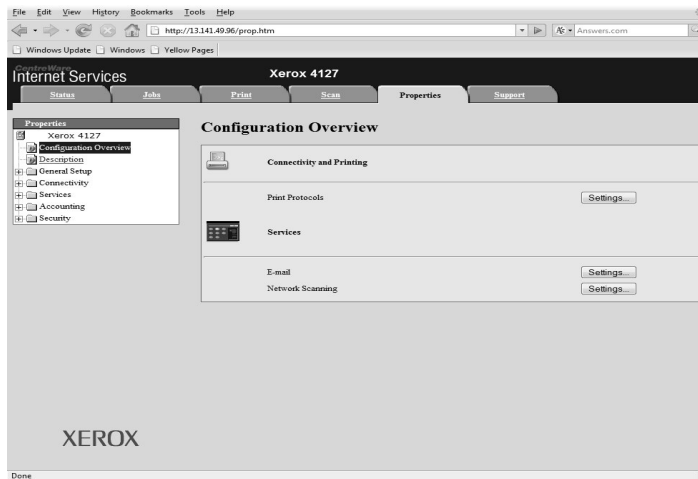 File Edit View History Bookmarks Tools Help
http://13.141.49.96/prop.htm
Answers.com
Windows Update Windows Yellow Pages
CentreWare
Internet Services
Xerox 4127
Status Jobs Print Scan Properties Support
Properties
Xerox 4127
Configuration Overview
Description
General Setup
Connectivity
Services
Accounting
Security
Configuration Overview
Connectivity and Printing
Print Protocols Settings...
Services
E-mail Settings...
Network Scanning Settings...
XEROX
Done